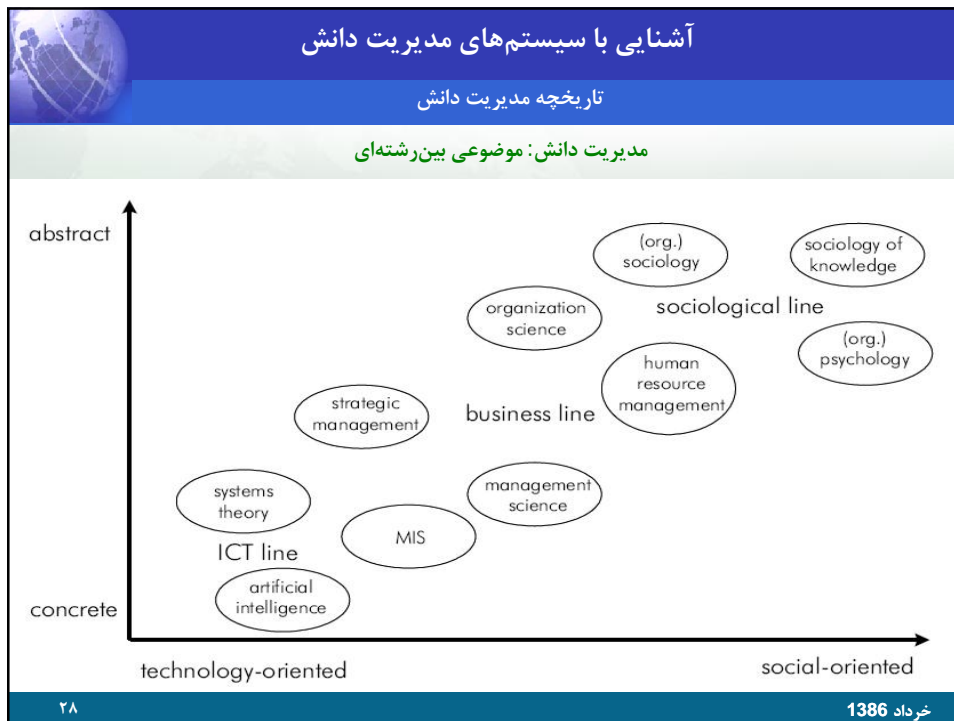 آشنایی با سیستم‌های مدیریت دانش
تاریخچه مدیریت دانش
مدیریت دانش: موضوعی بین‌رشته‌ای
abstract
(org.)
sociology
sociology of
knowledge
organization
science
sociological line
(org.)
psychology
human
resource
management
strategic
management
business line
systems
theory
management
science
MIS
ICT line
artificial
intelligence
concrete
technology-oriented
social-oriented
۲۸
خرداد 1386